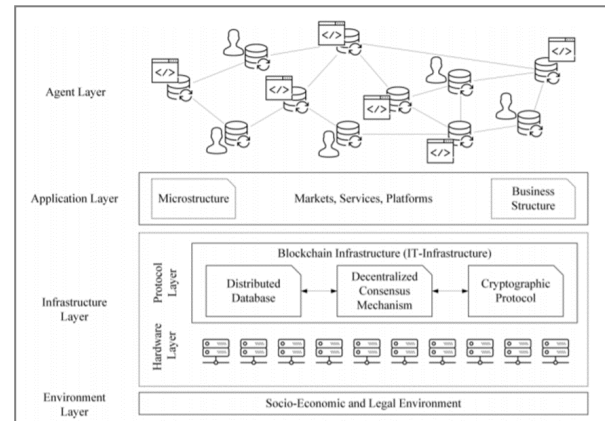 </>
</>
</>
</>
</>
</>
Agent Layer
Application Layer
Microstructure
Markets, Services, Platforms
Business
Structure
Infrastructure
Layer
Protocol
Layer
Blockchain Infrastructure (IT-Infrastructure)
Distributed
Database
Decentralized
Consensus
Mechanism
Cryptographic
Protocol
Hardware
Layer
Environment
Layer
Socio-Economic and Legal Environment